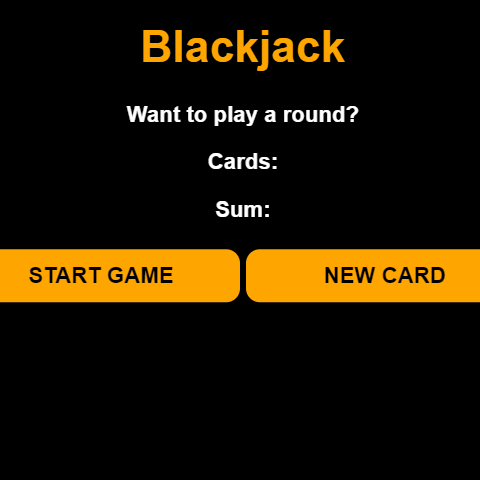 Blackjack
Want to play a round?
Cards:
Sum:
START GAME NEW CARD